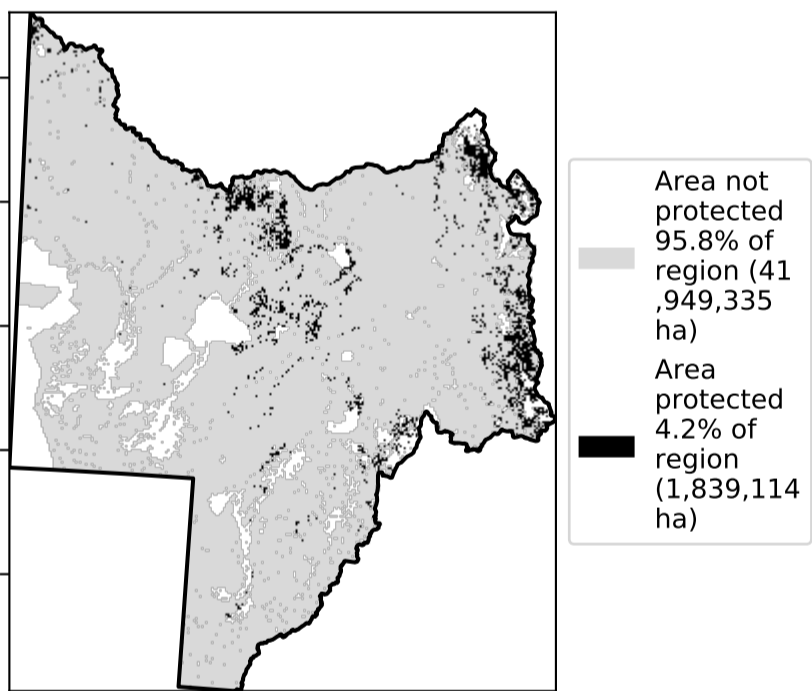 Area not
protected
95.8% of
region (41
,949,335
ha)
Area
protected
4.2% of
region
(1,839,114
ha)